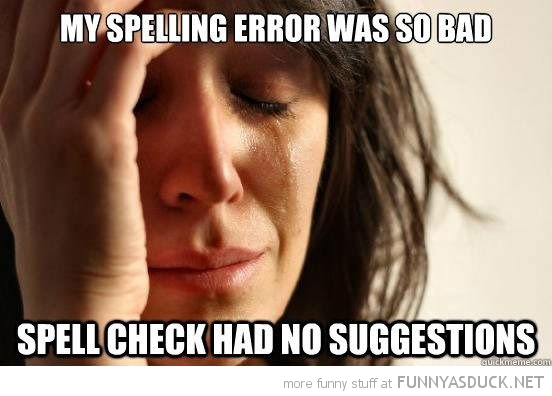 MY SPELLING ERROR WAS SO BAD
SPELL CHECK HAD NO SUGGESTIONS
quickmeme.com
more funny stuff at FUNNYASDUCK.NET